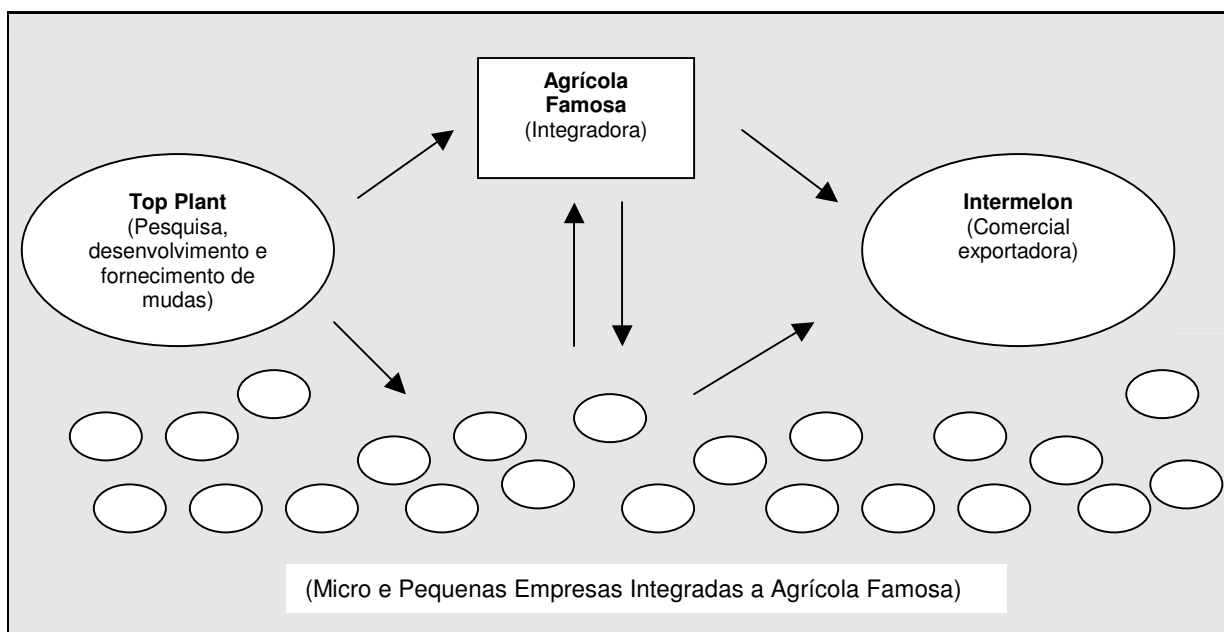 Agrícola
Famosa
(Integradora)
Top Plant
(Pesquisa,
desenvolvimento e
fornecimento de
mudas)
Intermelon
(Comercial
exportadora)
(Micro e Pequenas Empresas Integradas a Agrícola Famosa)